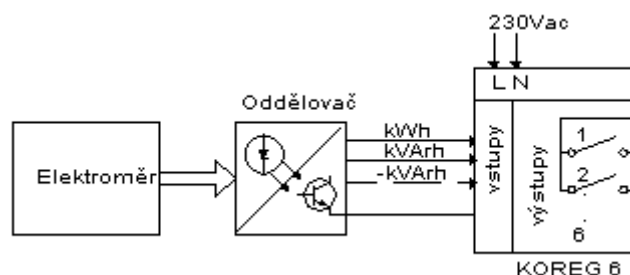 230Vac
L N
Oddělovač
Elektroměr
kWh
kVArh
-kVArh
vstupy
výstupy
1
2
.
.
6
KOREG 6